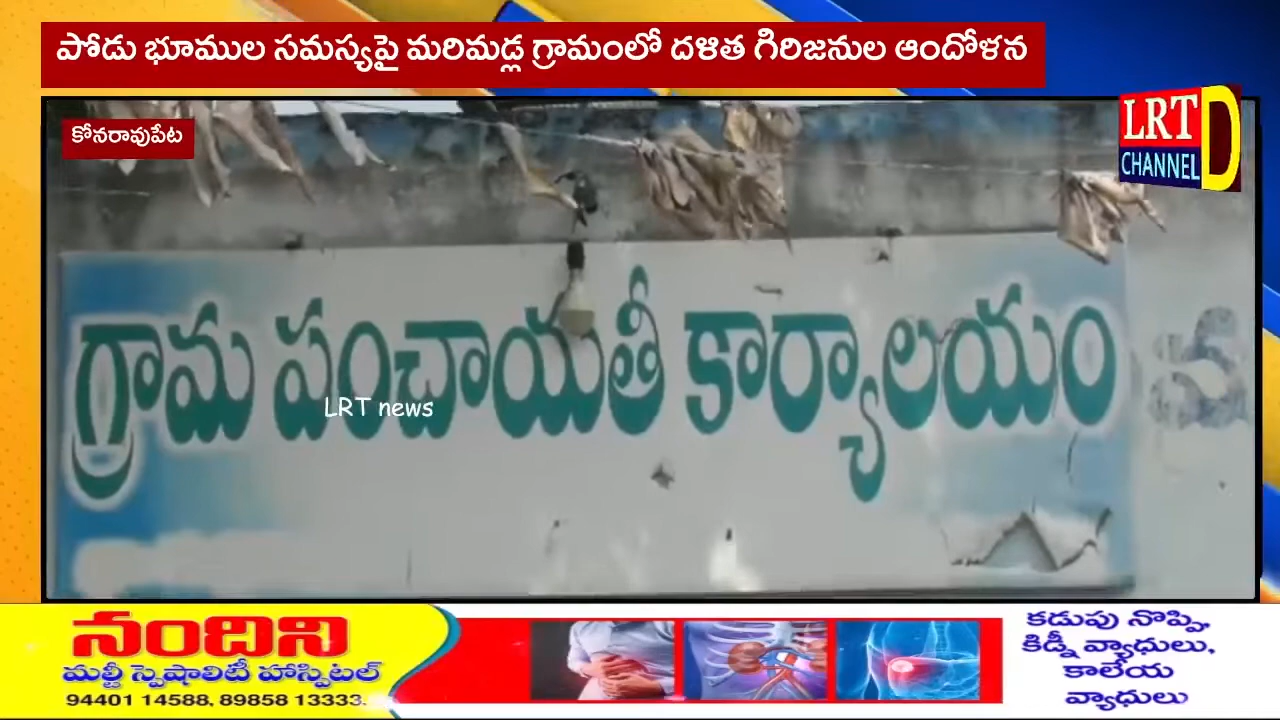 పోడు భూముల సమస్యపై మరిమడ్ల గ్రామంలో దళిత గిరిజనుల ఆందోళన
కోనరావుపేట
LRT D
CHANNEL
గ్రామ పంచాయతీ కార్యాలయం
LRT news
నందిని
మల్టీ స్పెషాలిటీ హాస్పిటల్
94401 14588, 89858 13333.
కడుపు నొప్పి,
కిడ్నీ వ్యాధులు,
కాలేయ
వ్యాధులు